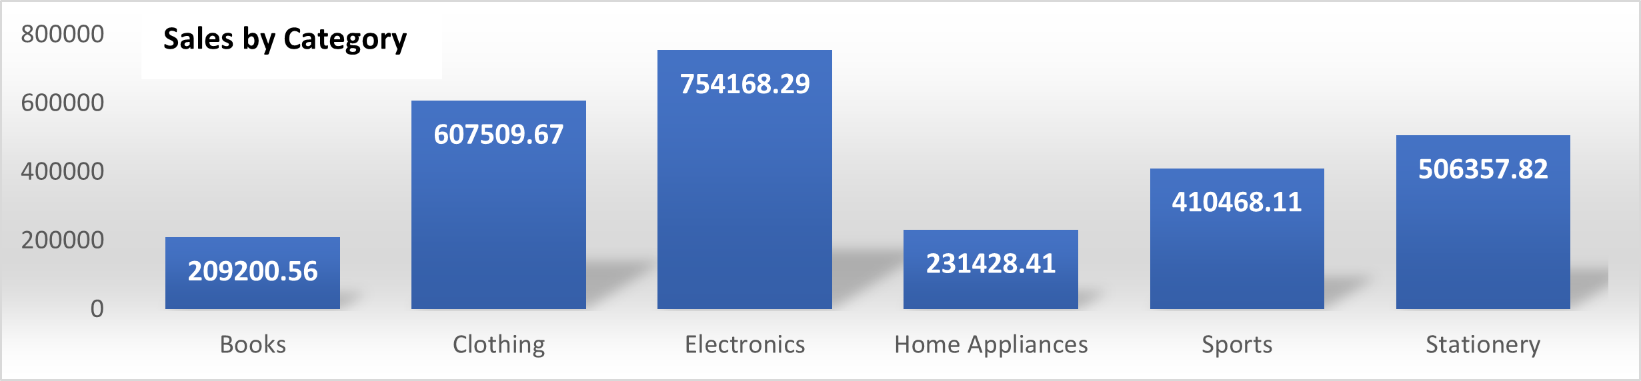 Sales by Category
800000
600000
400000
200000
0
209200.56
607509.67
754168.29
231428.41
410468.11
506357.82
Books
Clothing
Electronics
Home Appliances
Sports
Stationery